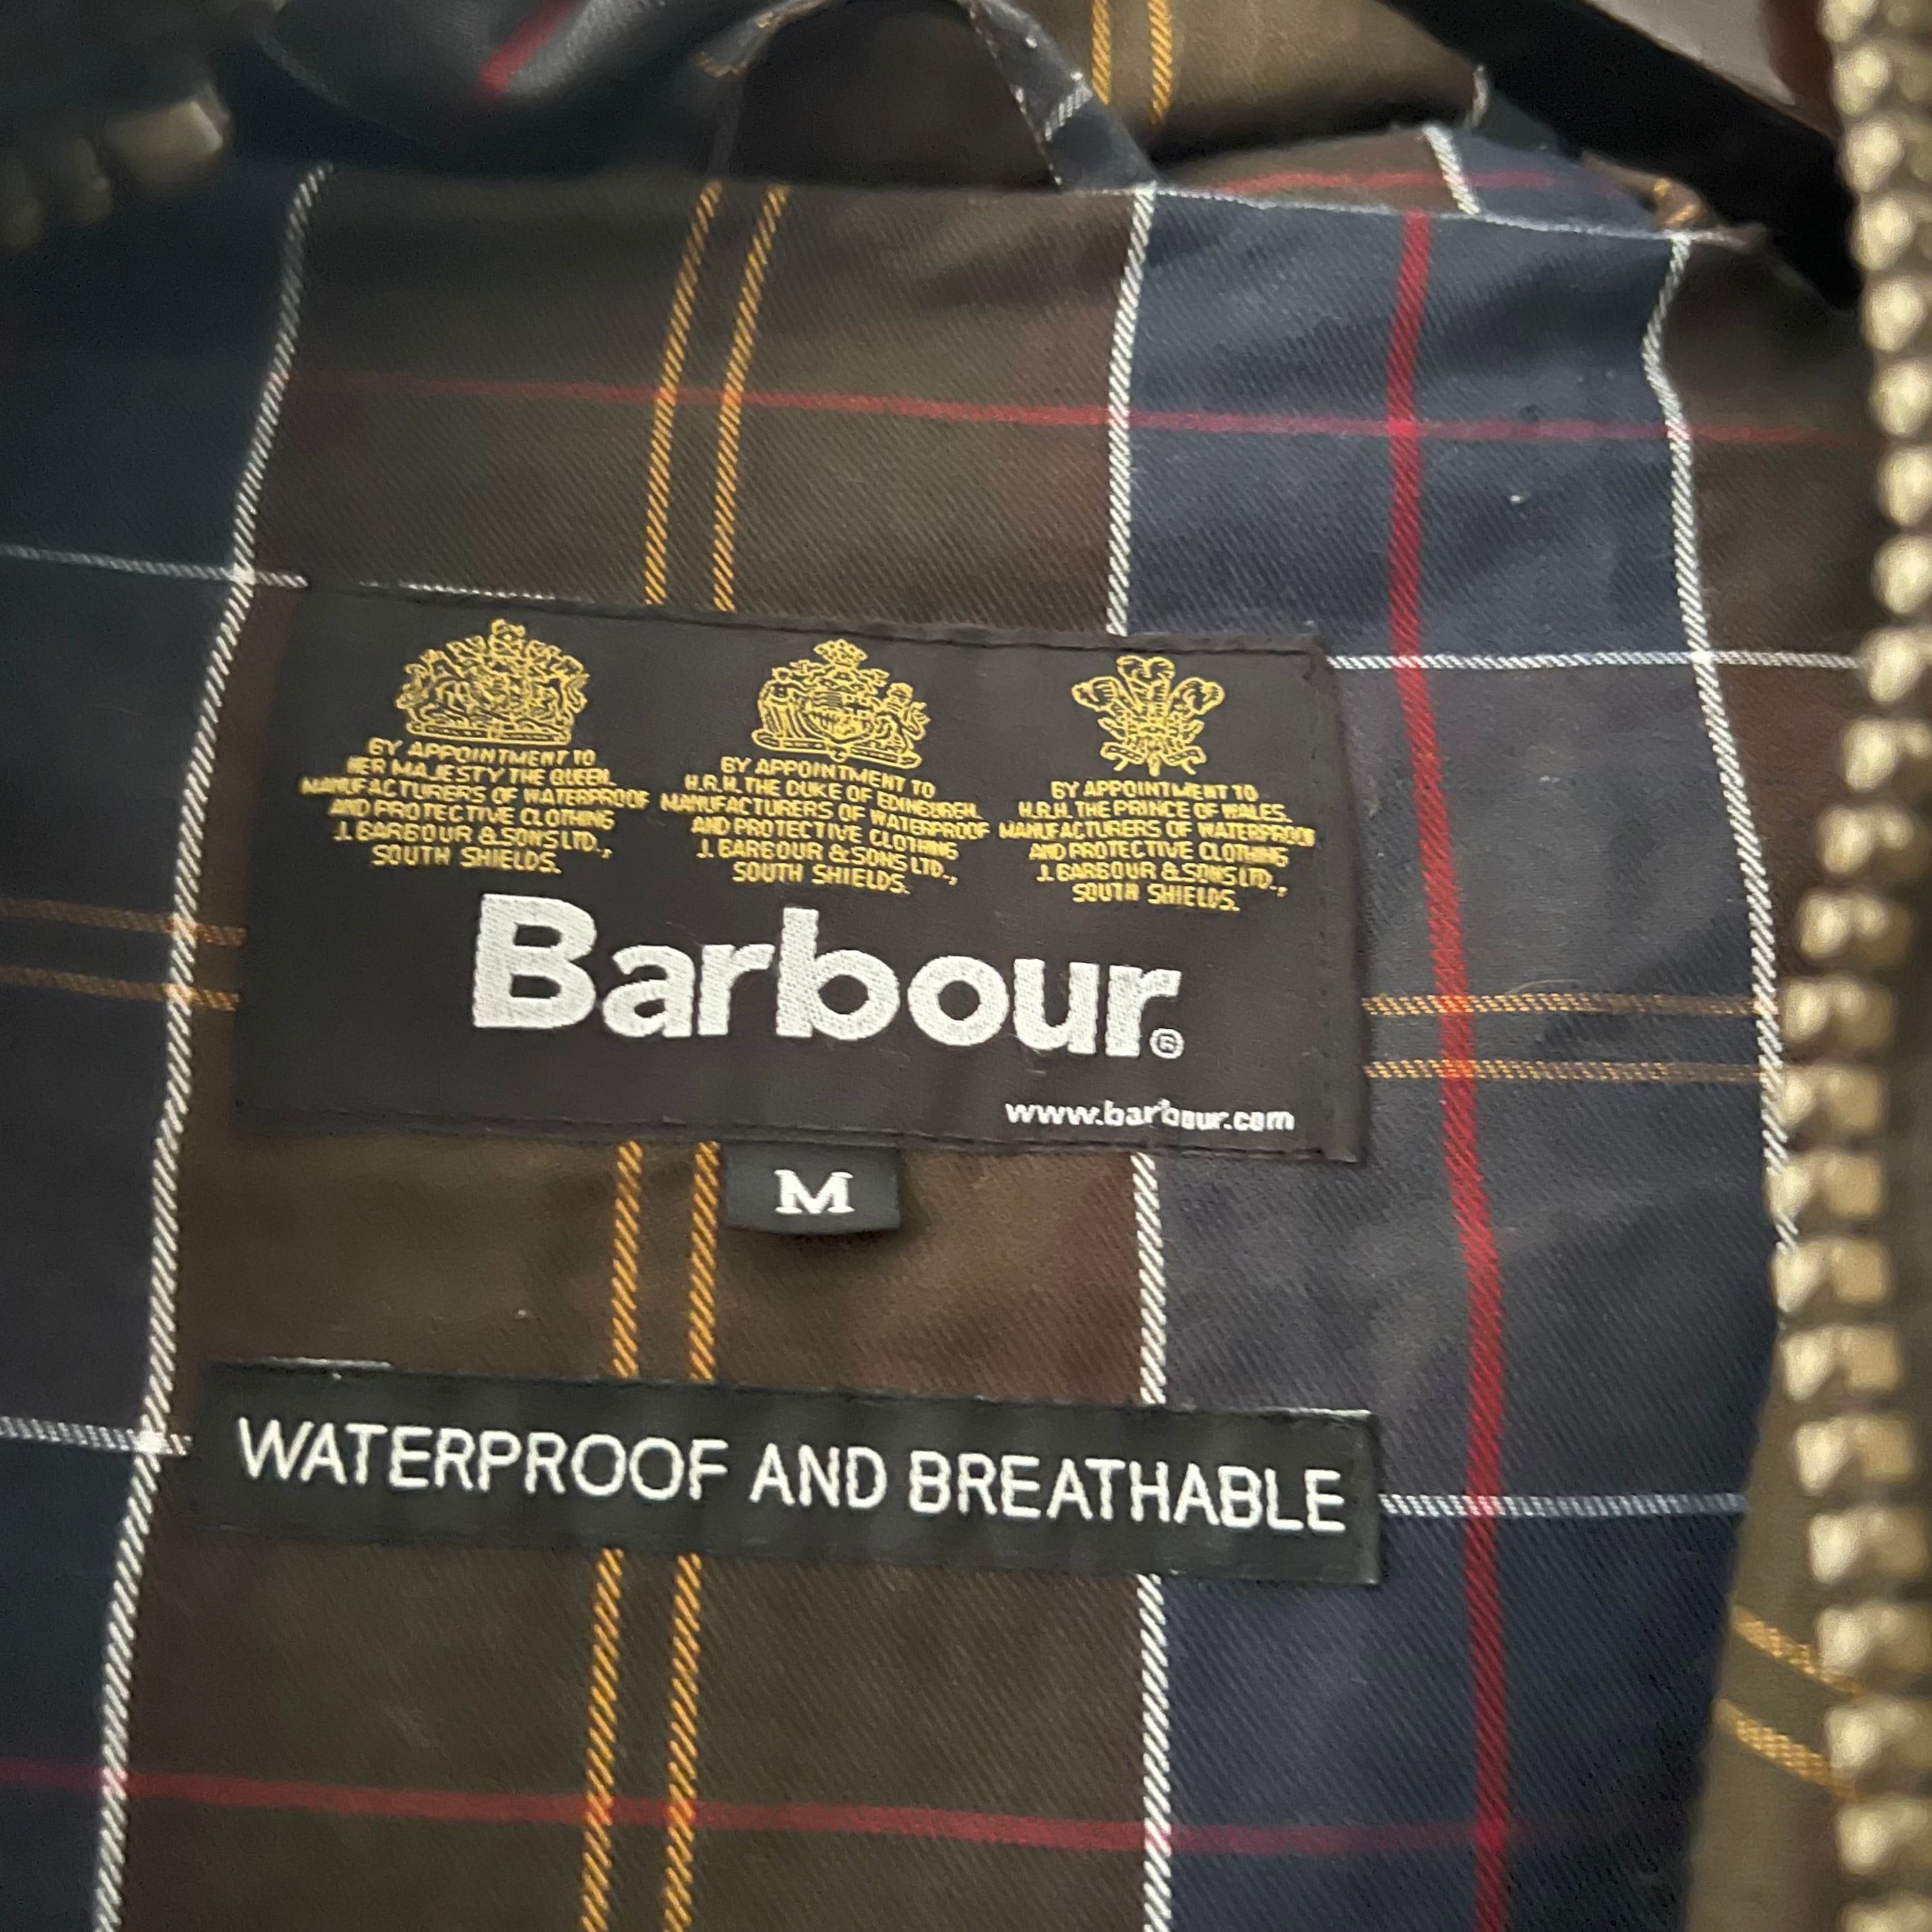 BY APPOINTMENT TO
HER MAJESTY THE QUEEN.
MANUFACTURERS OF WATERPROOF
AND PROTECTIVE CLOTHING
J. BARBOUR & SONS LTD.,
SOUTH SHIELDS.
BY APPOINTMENT TO
H.R.H. THE DUKE OF EDINBURGH.
MANUFACTURERS OF WATERPROOF
AND PROTECTIVE CLOTHING
J. BARBOUR & SONS LTD.,
SOUTH SHIELDS.
BY APPOINTMENT TO
H.R.H. THE PRINCE OF WALES.
MANUFACTURERS OF WATERPROOF
AND PROTECTIVE CLOTHING
J. BARBOUR & SONS LTD.,
SOUTH SHIELDS.
Barbour®
www.barbour.com
M
WATERPROOF AND BREATHABLE